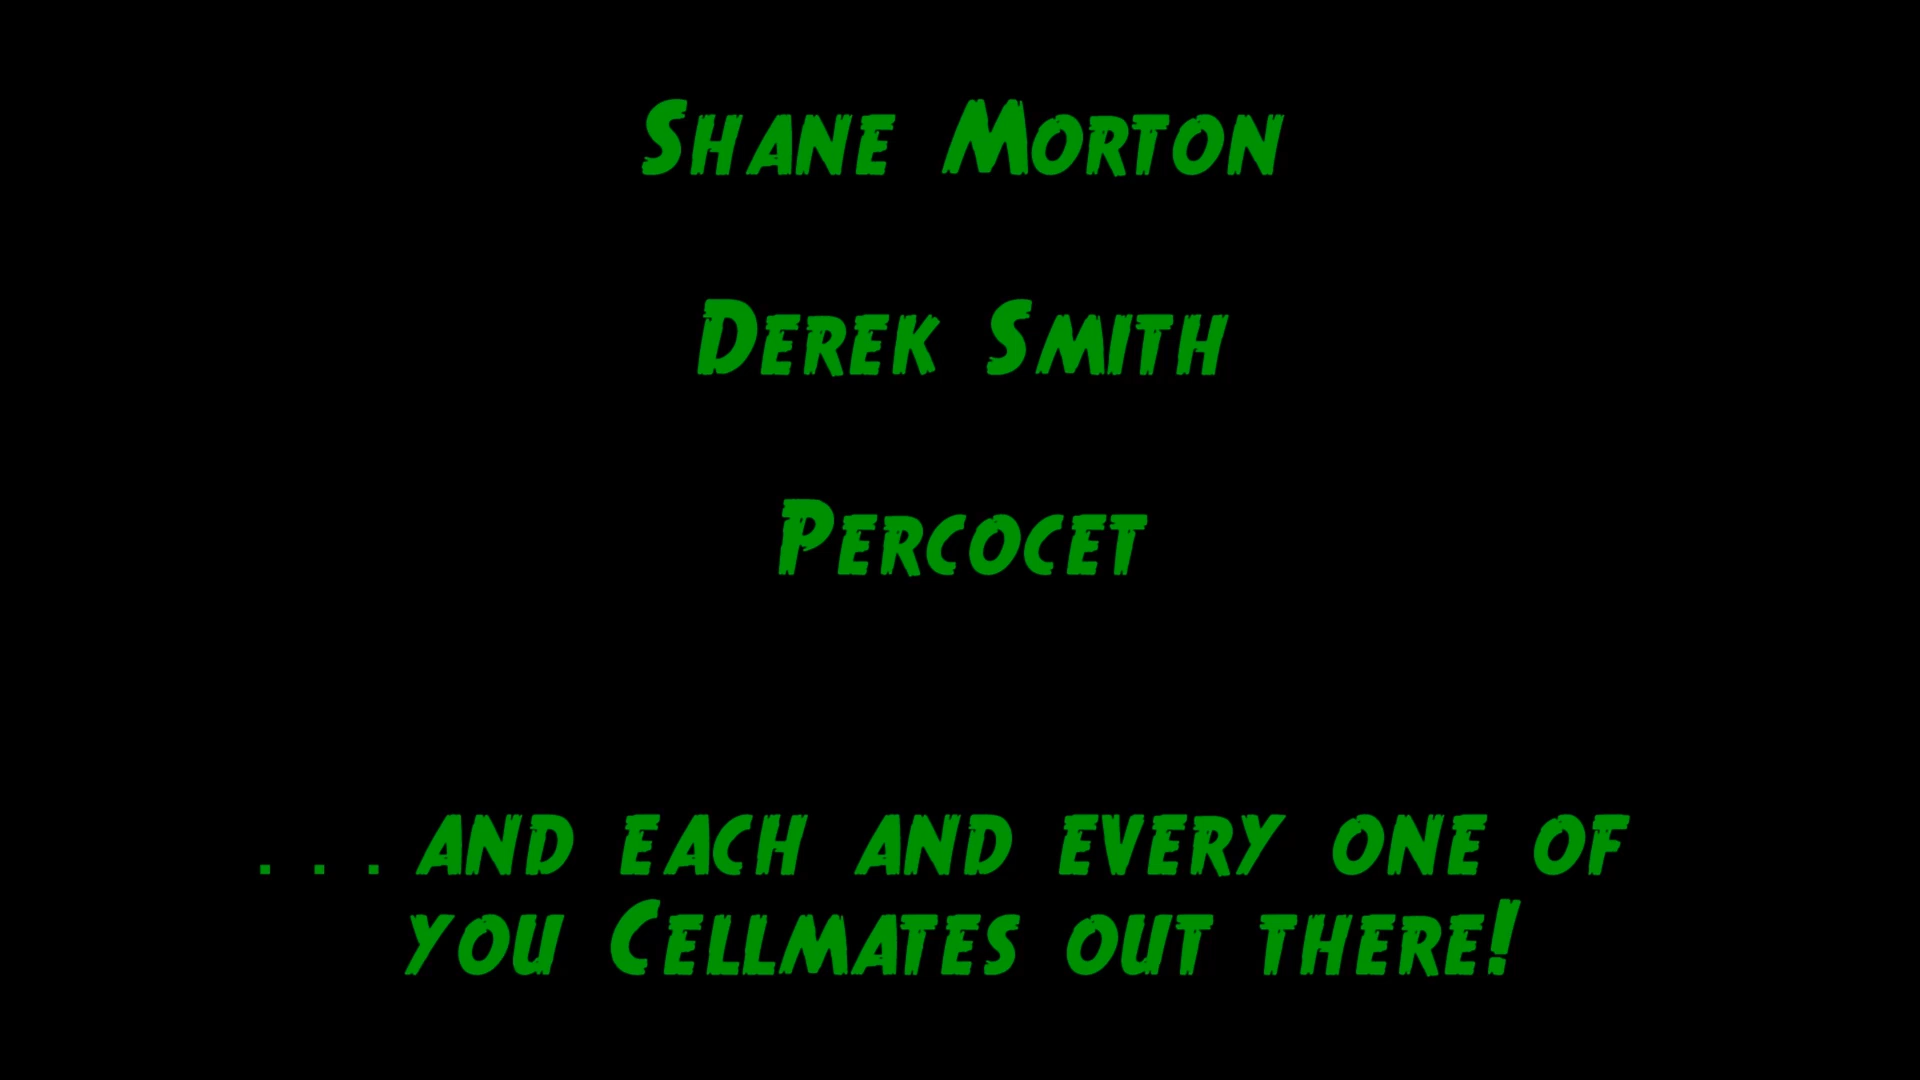 Shane Morton
Derek Smith
Percocet
...and each and every one of
you Cellmates out there!